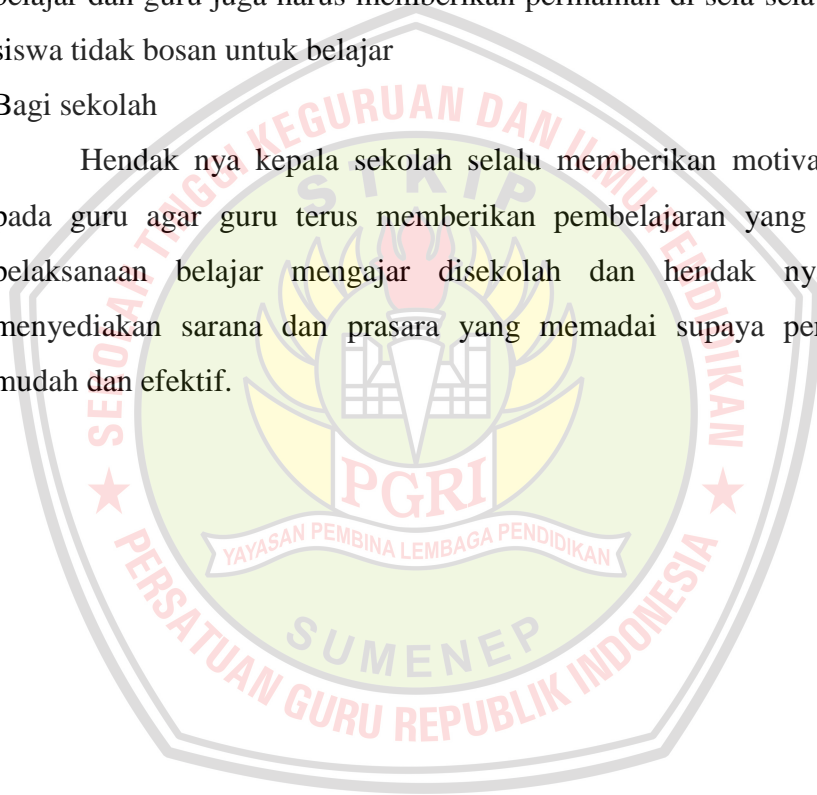 belajar dan guru juga harus memberikan permainan di sela sela
siswa tidak bosan untuk belajar
Bagi sekolah
Hendak nya kepala sekolah selalu memberikan motiva
pada guru agar guru terus memberikan pembelajaran yang
pelaksanaan belajar mengajar disekolah dan hendak ny
menyediakan sarana dan prasara yang memadai supaya per
mudah dan efektif.
SEKOLAH TINGGI KEGURUAN DAN ILMU PENDIDIKAN
STKIP
PGRI
YAYASAN PEMBINA LEMBAGA PENDIDIKAN
SUMENEP
PERSATUAN GURU REPUBLIK INDONESIA